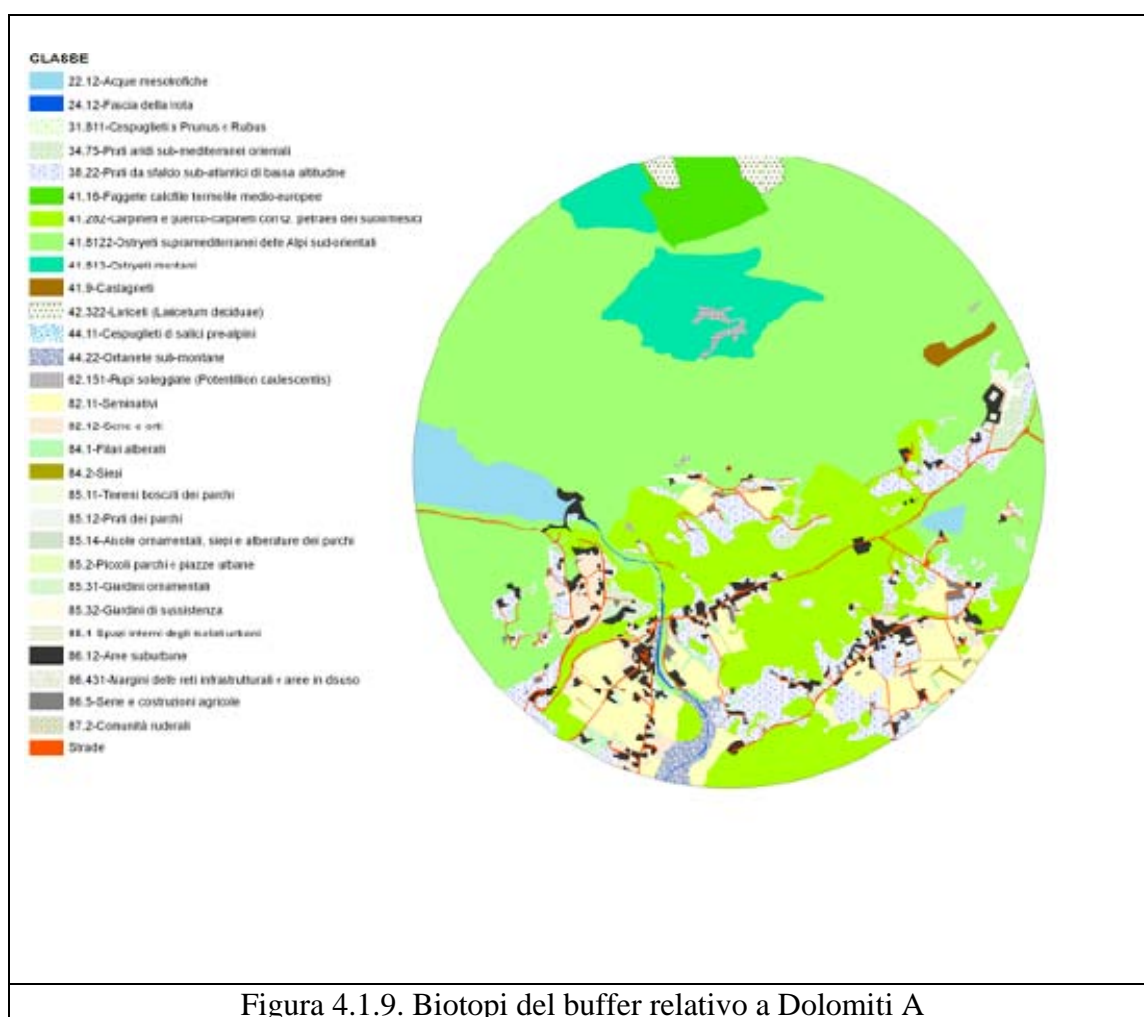 CLASSE
22.12-Acque mesotrofiche
24.12-Fascia della trota
31.811-Cespuglieti a Prunus e Rubus
34.75-Prati aridi sub-mediterranei orientali
38.22-Prati da sfalcio sub-atlantici di bassa altitudine
41.16-Faggete calcifile termofile medio-europee
41.282-Carpineti e querco-carpineti con Q. petraea dei suoli mesici
41.8122-Ostryeti supramediterranei delle Alpi sud-orientali
41.813-Ostryeti montani
41.9-Castagneti
42.322-Lariceti (Laricetum deciduae)
44.11-Cespuglieti di salici pre-alpini
44.22-Ontanete sub-montane
62.151-Rupi soleggiate (Potentillion caulescentis)
82.11-Seminativi
82.12-Serre e orti
84.1-Filari alberati
84.2-Siepi
85.11-Terreni boscati dei parchi
85.12-Prati dei parchi
85.14-Aiuole ornamentali, siepi e alberature dei parchi
85.2-Piccoli parchi e piazze urbane
85.31-Giardini ornamentali
85.32-Giardini di sussistenza
Spazi interni degli isolati urbani
86.12-Aree suburbane
86.431-Margini delle reti infrastrutturali e aree in disuso
86.5-Serre e costruzioni agricole
87.2-Comunità ruderali
Strade
Figura 4.1.9. Biotopi del buffer relativo a Dolomiti A